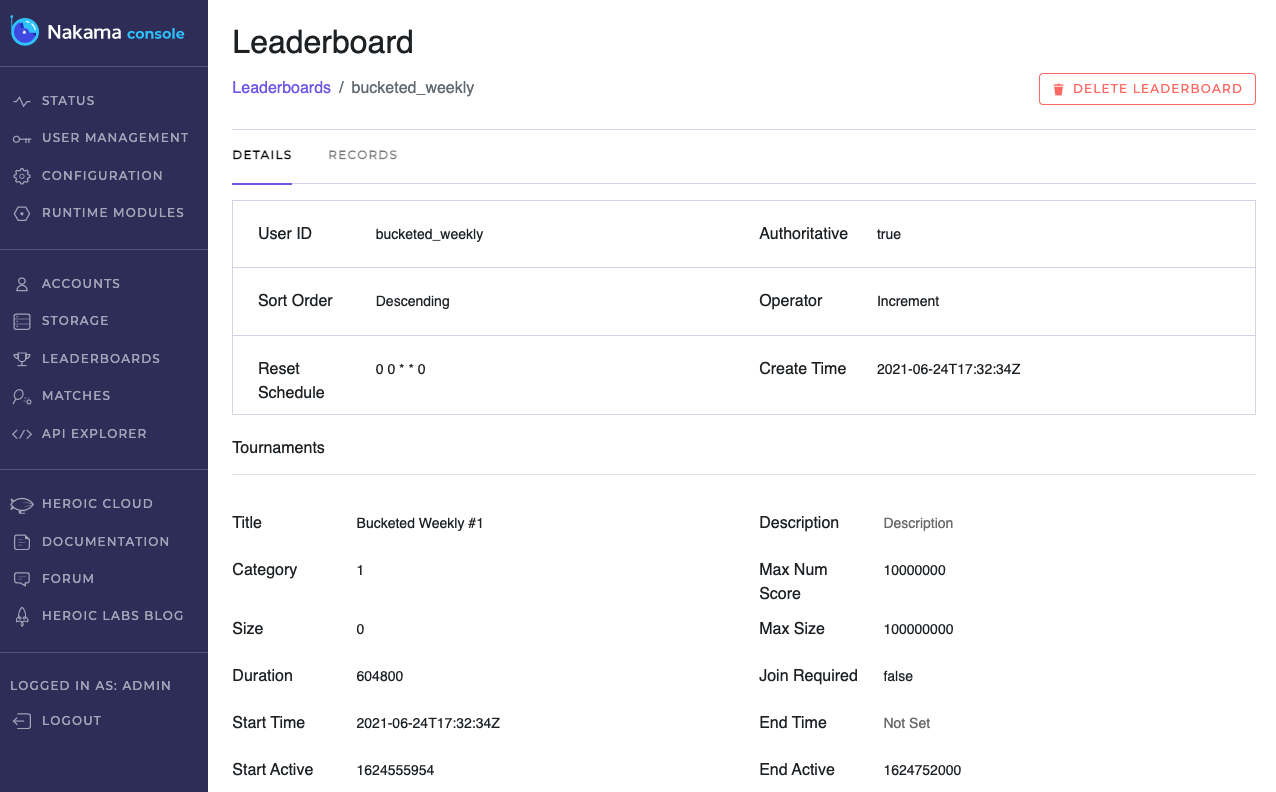 Nakama console
STATUS
USER MANAGEMENT
CONFIGURATION
RUNTIME MODULES
ACCOUNTS
STORAGE
LEADERBOARDS
MATCHES
API EXPLORER
HEROIC CLOUD
DOCUMENTATION
FORUM
HEROIC LABS BLOG
LOGGED IN AS: ADMIN
LOGOUT
Leaderboard
Leaderboards / bucketed_weekly
DELETE LEADERBOARD
DETAILS RECORDS
User ID bucketed_weekly Authoritative true
Sort Order Descending Operator Increment
Reset Schedule 0 0 * * 0 Create Time 2021-06-24T17:32:34Z
Tournaments
Title Bucketed Weekly #1 Description Description
Category 1 Max Num Score 10000000
Size 0 Max Size 100000000
Duration 604800 Join Required false
Start Time 2021-06-24T17:32:34Z End Time Not Set
Start Active 1624555954 End Active 1624752000